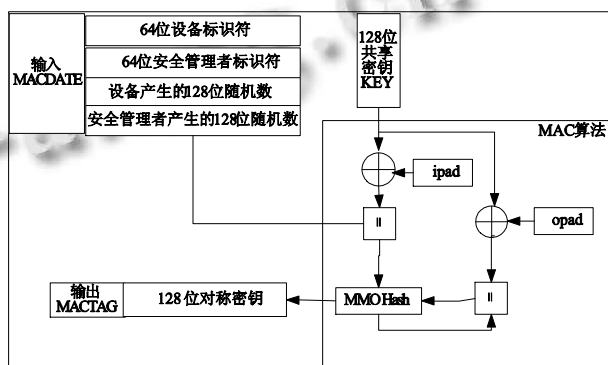 输入
MACDATE
64位设备标识符
64位安全管理者标识符
设备产生的128位随机数
安全管理者产生的128位随机数
128位
共享
密钥
KEY
MAC算法
ipad
opad
||
||
MMOHash
输出
MACTAG
128位对称密钥